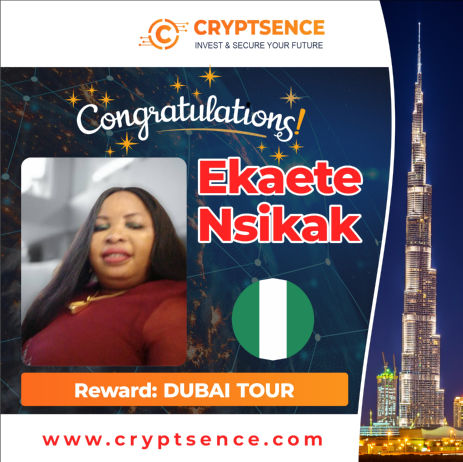 CRYPTSENCE
INVEST & SECURE YOUR FUTURE
Congratulations!
Ekaete
Nsikak
Reward: DUBAI TOUR
www.cryptsence.com